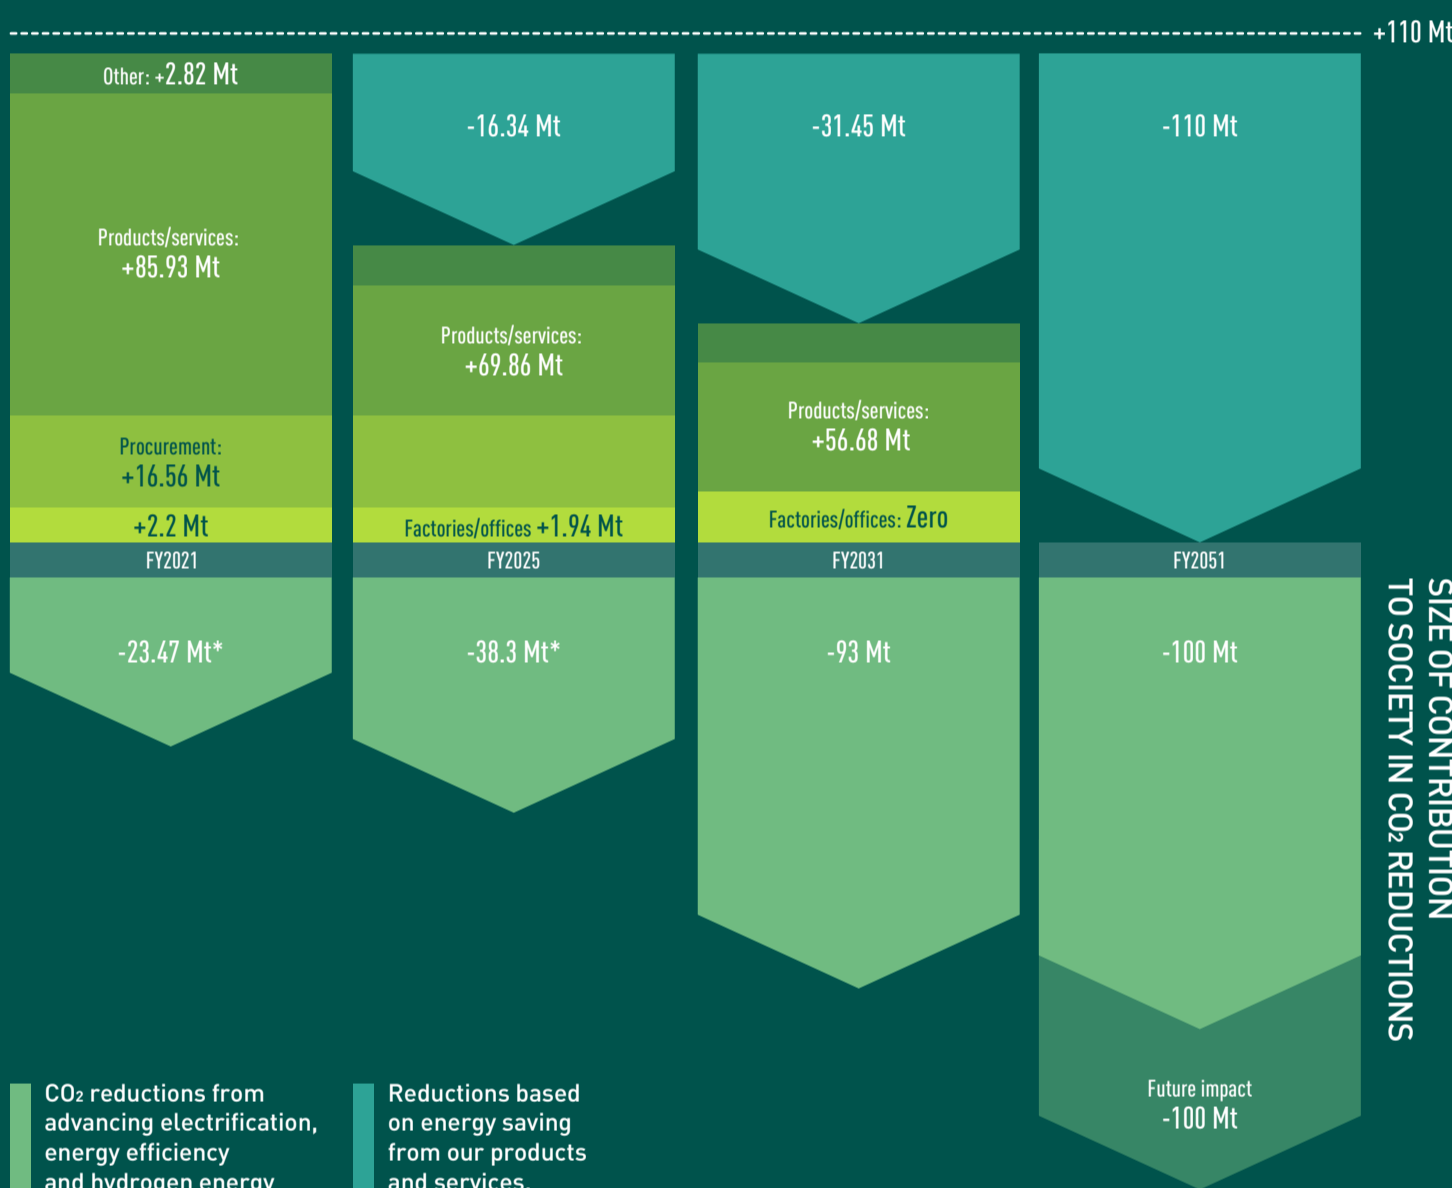 +110 Mt
Other: +2.82 Mt
Products/services:
+85.93 Mt
Procurement:
+16.56 Mt
+2.2 Mt
FY2021
-23.47 Mt*
-16.34 Mt
Products/services:
+69.86 Mt
Factories/offices +1.94 Mt
FY2025
-38.3 Mt*
-31.45 Mt
Products/services:
+56.68 Mt
Factories/offices: Zero
FY2031
-93 Mt
-110 Mt
FY2051
-100 Mt
Future impact
-100 Mt
SIZE OF CONTRIBUTION
TO SOCIETY IN CO₂ REDUCTIONS
CO₂ reductions from
advancing electrification,
energy efficiency
and hydrogen energy
Reductions based
on energy saving
from our products
and services.